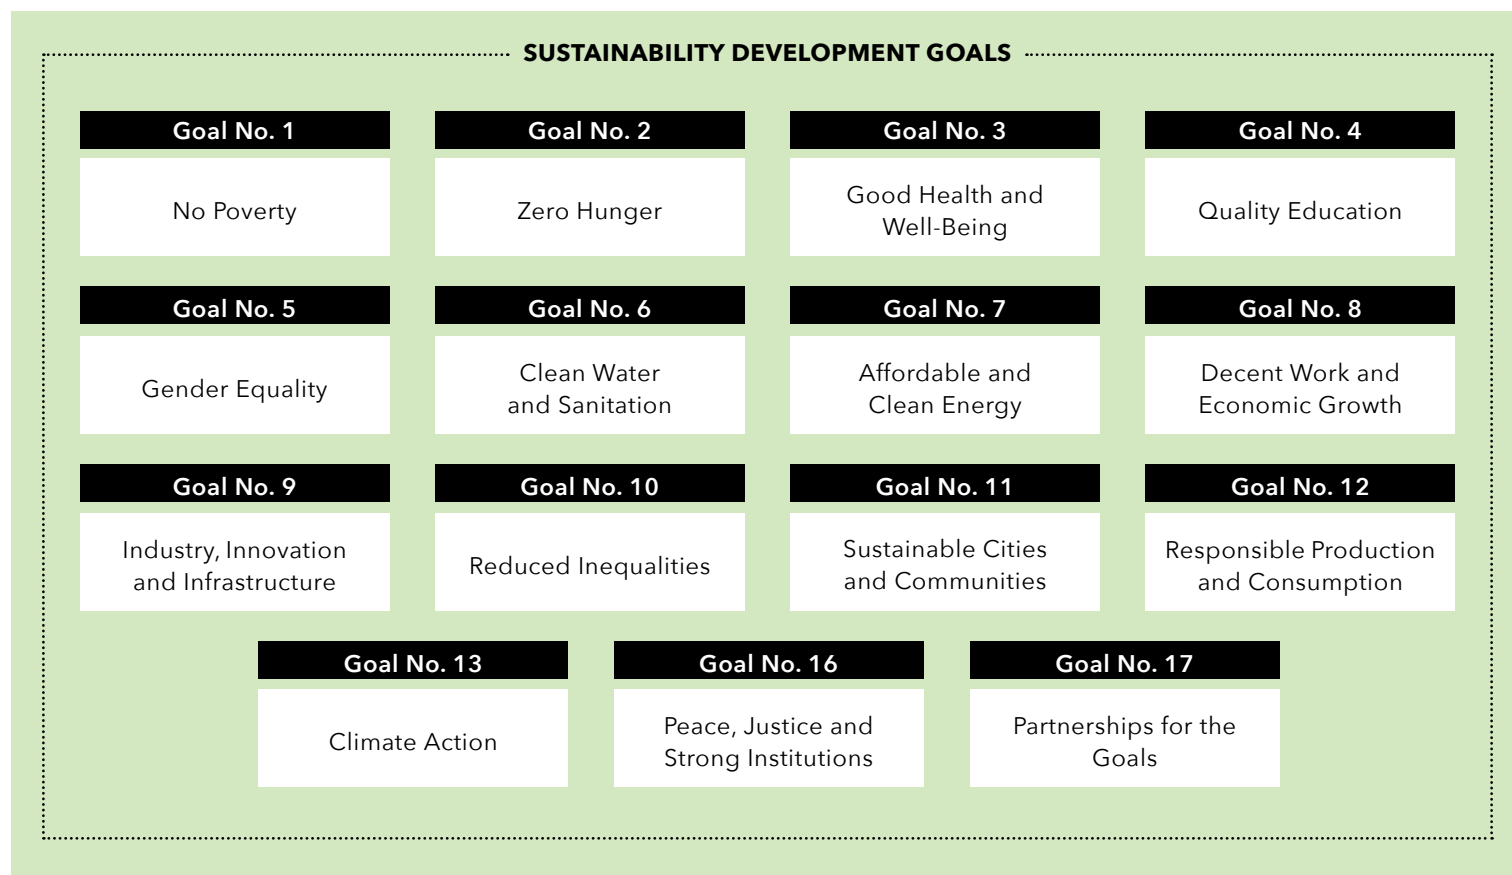 SUSTAINABILITY DEVELOPMENT GOALS
Goal No. 1
No Poverty
Goal No. 2
Zero Hunger
Goal No. 3
Good Health and
Well-Being
Goal No. 4
Quality Education
Goal No. 5
Gender Equality
Goal No. 6
Clean Water
and Sanitation
Goal No. 7
Affordable and
Clean Energy
Goal No. 8
Decent Work and
Economic Growth
Goal No. 9
Industry, Innovation
and Infrastructure
Goal No. 10
Reduced Inequalities
Goal No. 11
Sustainable Cities
and Communities
Goal No. 12
Responsible Production
and Consumption
Goal No. 13
Climate Action
Goal No. 16
Peace, Justice and
Strong Institutions
Goal No. 17
Partnerships for the
Goals